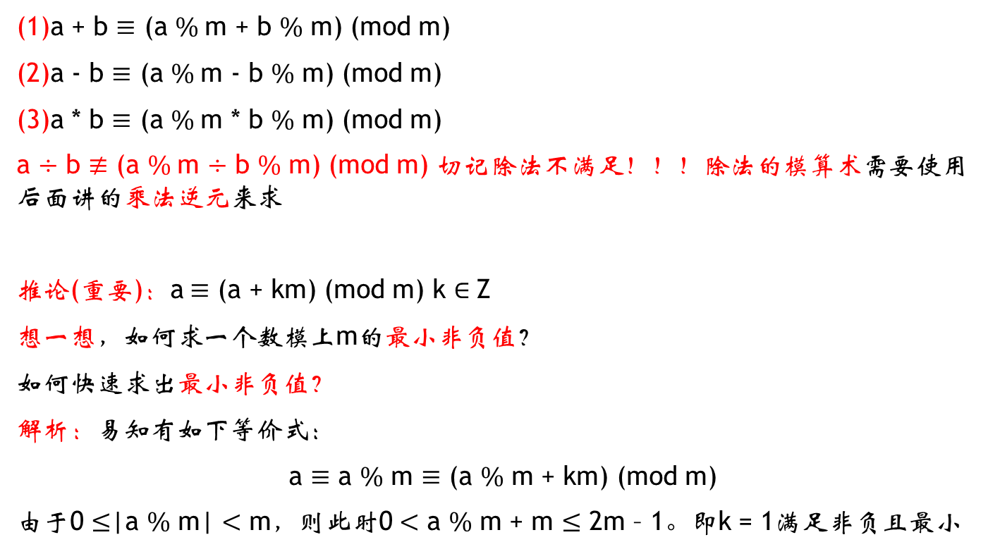 (1)a + b ≡ (a % m + b % m) (mod m)
(2)a - b ≡ (a % m - b % m) (mod m)
(3)a * b ≡ (a % m * b % m) (mod m)
a ÷ b ≢ (a % m ÷ b % m) (mod m) 切记除法不满足！！！除法的模算术需要使用
后面讲的乘法逆元来求
推论(重要)：a ≡ (a + km) (mod m) k ∈ Z
想一想，如何求一个数模上m的最小非负值？
如何快速求出最小非负值？
解析：易知有如下等价式：
a ≡ a % m ≡ (a % m + km) (mod m)
由于0 ≤|a % m| < m，则此时0 < a % m + m ≤ 2m – 1。即k = 1满足非负且最小